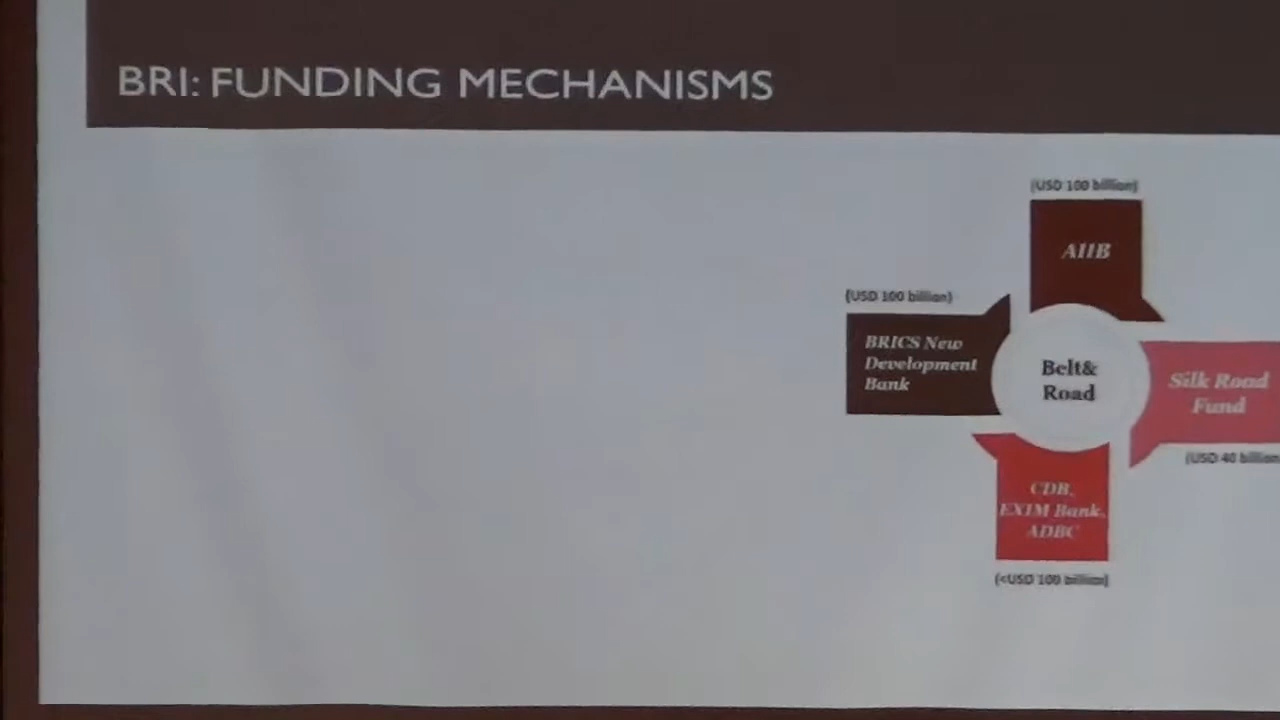 BRI: FUNDING MECHANISMS
(USD 100 billion)
AIIB
(USD 100 billion)
BRICS New
Development
Bank
Belt&
Road
Silk Road
Fund
(USD 40 billion
CDB,
EXIM Bank,
ADBC
(<USD 100 billion)